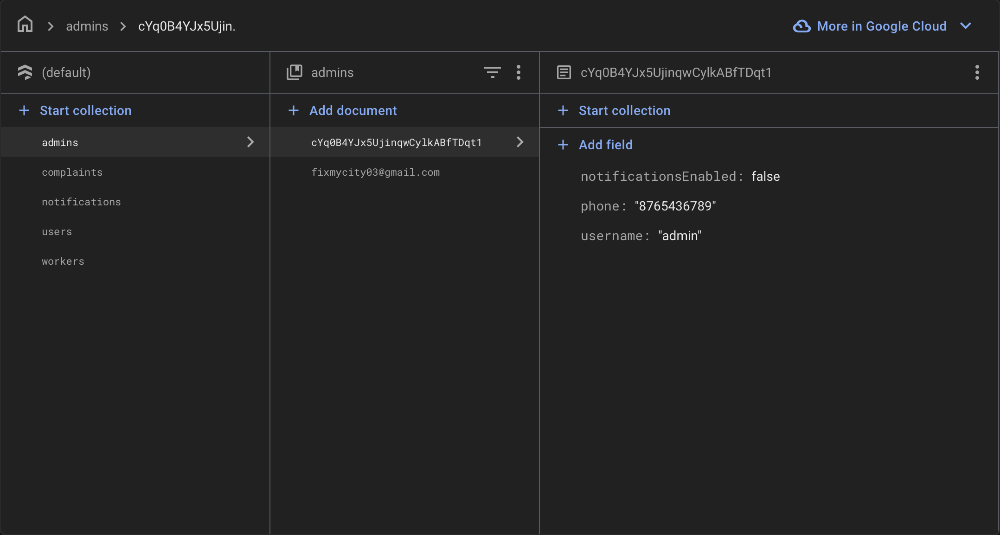 admins
cYq0B4YJx5Ujin.
More in Google Cloud
(default)
Start collection
admins
complaints
notifications
users
workers
admins
Add document
cYq0B4YJx5UjinqwCylkABfTDqt1
fixmycity03@gmail.com
cYq0B4YJx5UjinqwCylkABfTDqt1
Start collection
Add field
notificationsEnabled: false
phone: "8765436789"
username: "admin"